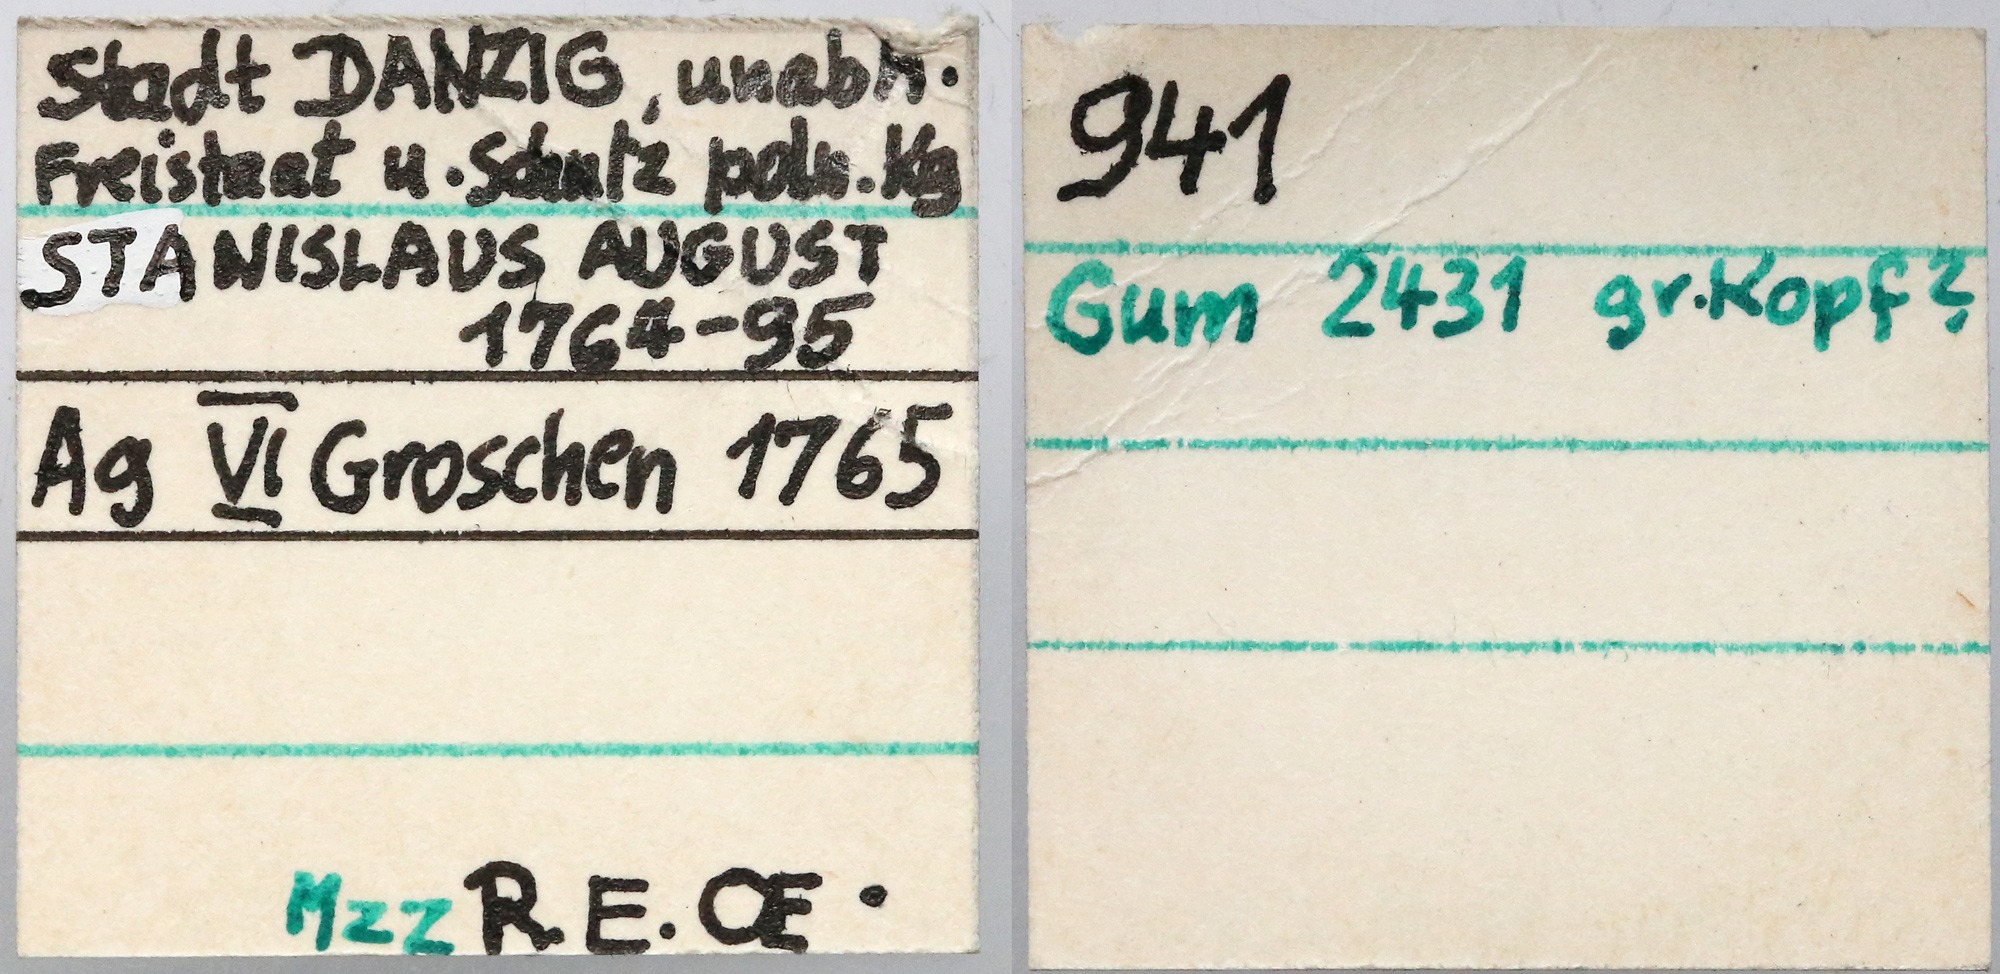 Stadt DANZIG, unabh.
Freistaat u. Schutz poln. Kg
STANISLAUS AUGUST
1764-95
Ag VI Groschen 1765
Mzz R.E.OE.
941
Gum 2431 gr. Kopf?